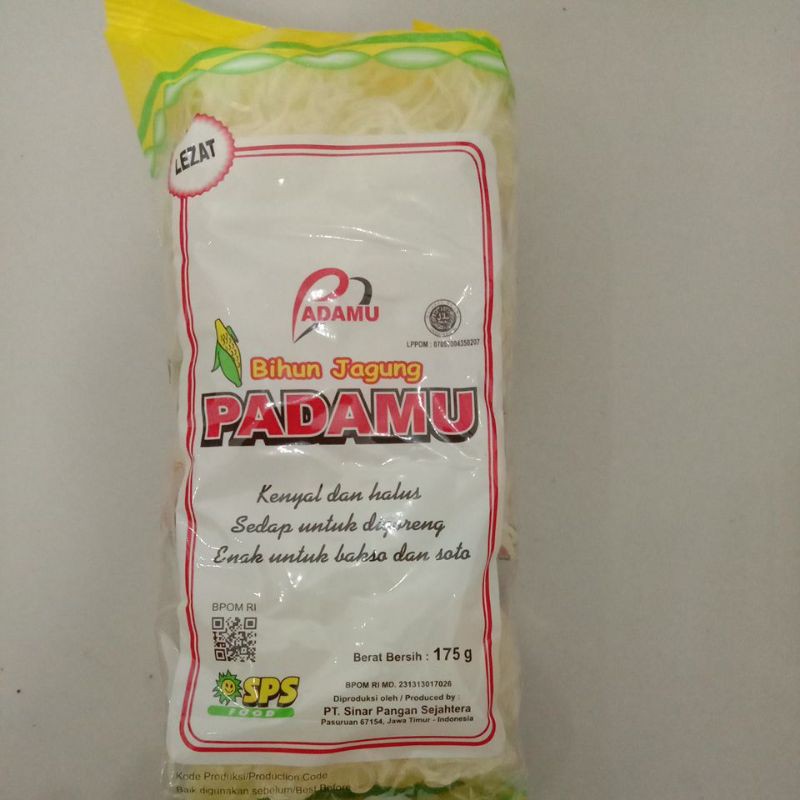 LEZAT
PADAMU
LPPOM :
Bihun Jagung
PADAMU
Kenyal dan halus
Sedap untuk digoreng
Enak untuk bakso dan soto
BPOM RI
Berat Bersih : 175 g
SPS
FOOD
BPOM RI MD. 231313017026
Diproduksi oleh / Produced by :
PT. Sinar Pangan Sejahtera
Pasuruan 67154, Jawa Timur - Indonesia
Kode Produksi/Production Code
Baik digunakan sebelum/Best Before